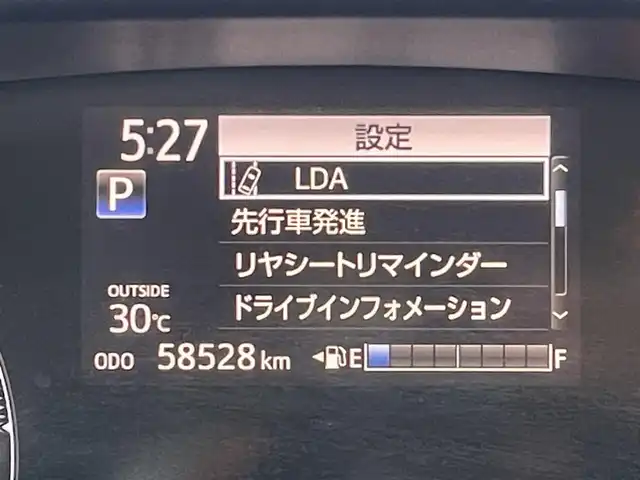 5:27
設定
P
LDA
先行車発進
リヤシートリマインダー
ドライブインフォメーション
OUTSIDE
30℃
ODO 58528 km
E F